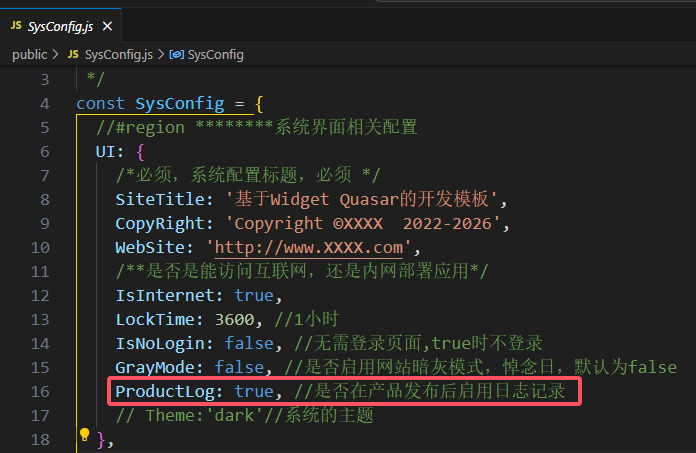 JS SysConfig.js ×
public > JS SysConfig.js > SysConfig
3 */
4 const SysConfig = {
5 //#region ********系统界面相关配置
6 UI: {
7 /*必须，系统配置标题，必须 */
8 SiteTitle: '基于Widget Quasar的开发模板',
9 CopyRight: 'Copyright ©XXXX  2022-2026',
10 WebSite: 'http://www.XXXX.com',
11 /**是否是能访问互联网，还是内网部署应用*/
12 IsInternet: true,
13 LockTime: 3600, //1小时
14 IsNoLogin: false, //无需登录页面,true时不登录
15 GrayMode: false, //是否启用网站暗灰模式，悼念日，默认为false
16 ProductLog: true, //是否在产品发布后启用日志记录
17 // Theme:'dark'//系统的主题
18 },